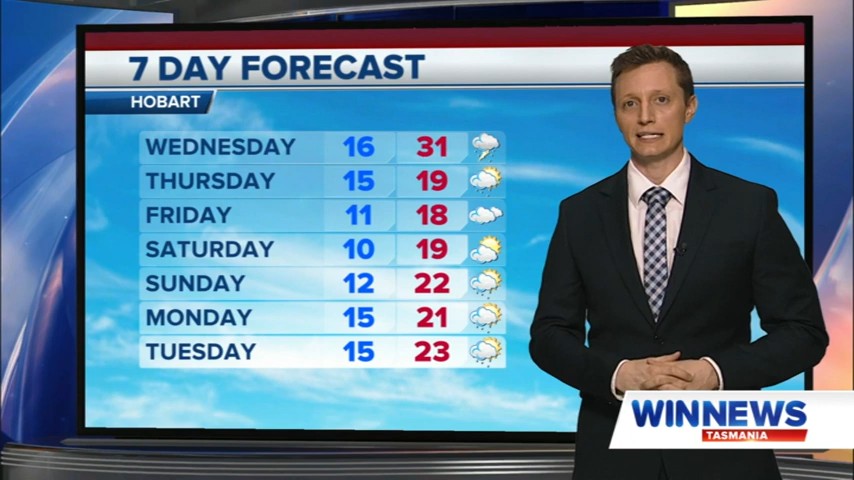 7 DAY FORECAST
HOBART
WEDNESDAY 16 31
THURSDAY 15 19
FRIDAY 11 18
SATURDAY 10 19
SUNDAY 12 22
MONDAY 15 21
TUESDAY 15 23
WINNEWS
TASMANIA